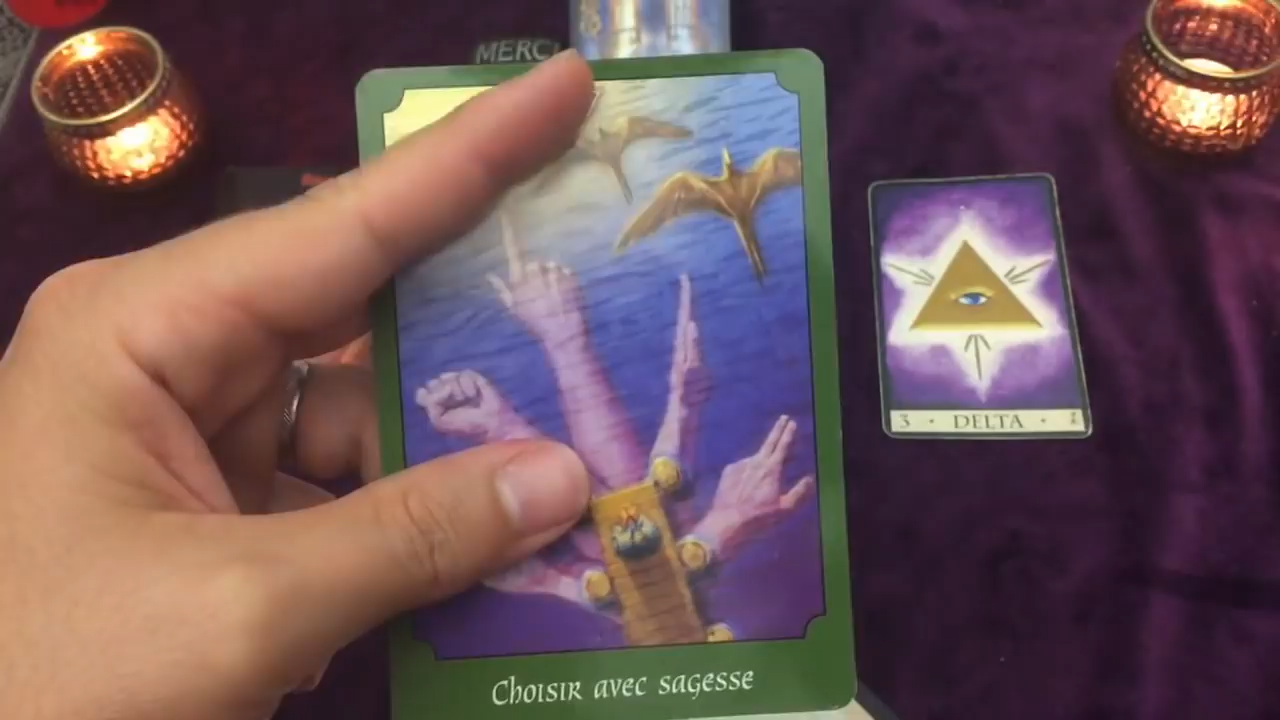 MERCI
Choisir avec sagesse
3 • DELTA •